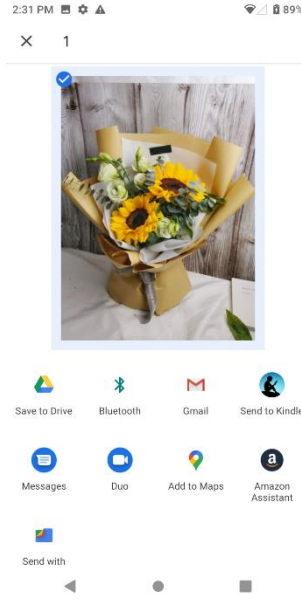 2:31 PM 89%
1
Save to Drive Bluetooth Gmail Send to Kindle
Messages Duo Add to Maps Amazon
Assistant
Send with